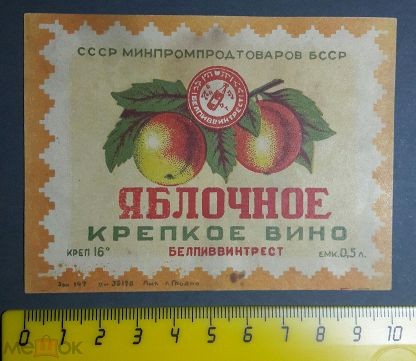 СССР МИНПРОМПРОДТОВАРОВ БССР
БЕЛПИВВИНТРЕСТ
ЯБЛОЧНОЕ
КРЕПКОЕ ВИНО
КРЕП 16°
БЕЛПИВВИНТРЕСТ
ЕМК. 0,5 Л.
0 1 2 3 4 5 6 7 8 9 10
МЕШОК